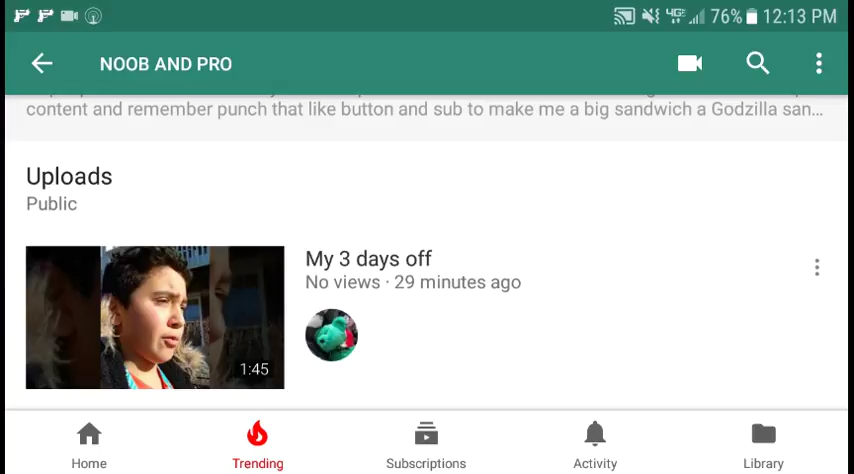 4GE 76% 12:13 PM
NOOB AND PRO
content and remember punch that like button and sub to make me a big sandwich a Godzilla san...
Uploads
Public
My 3 days off
No views · 29 minutes ago
1:45
Home Trending Subscriptions Activity Library